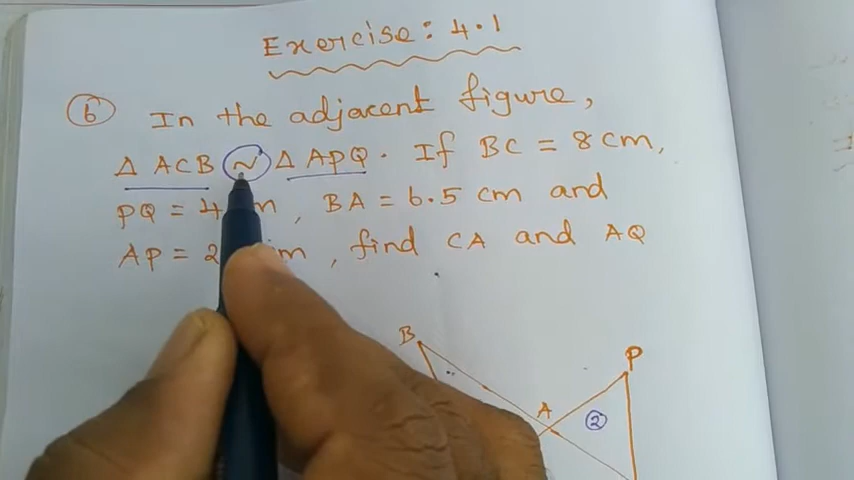 Exercise: 4.1
6 In the adjacent figure,
Δ ACB ~ Δ APQ. If BC = 8 cm,
PQ = 4 m, BA = 6.5 cm and
AP = 2 m, find CA and AQ
B
P
A
2